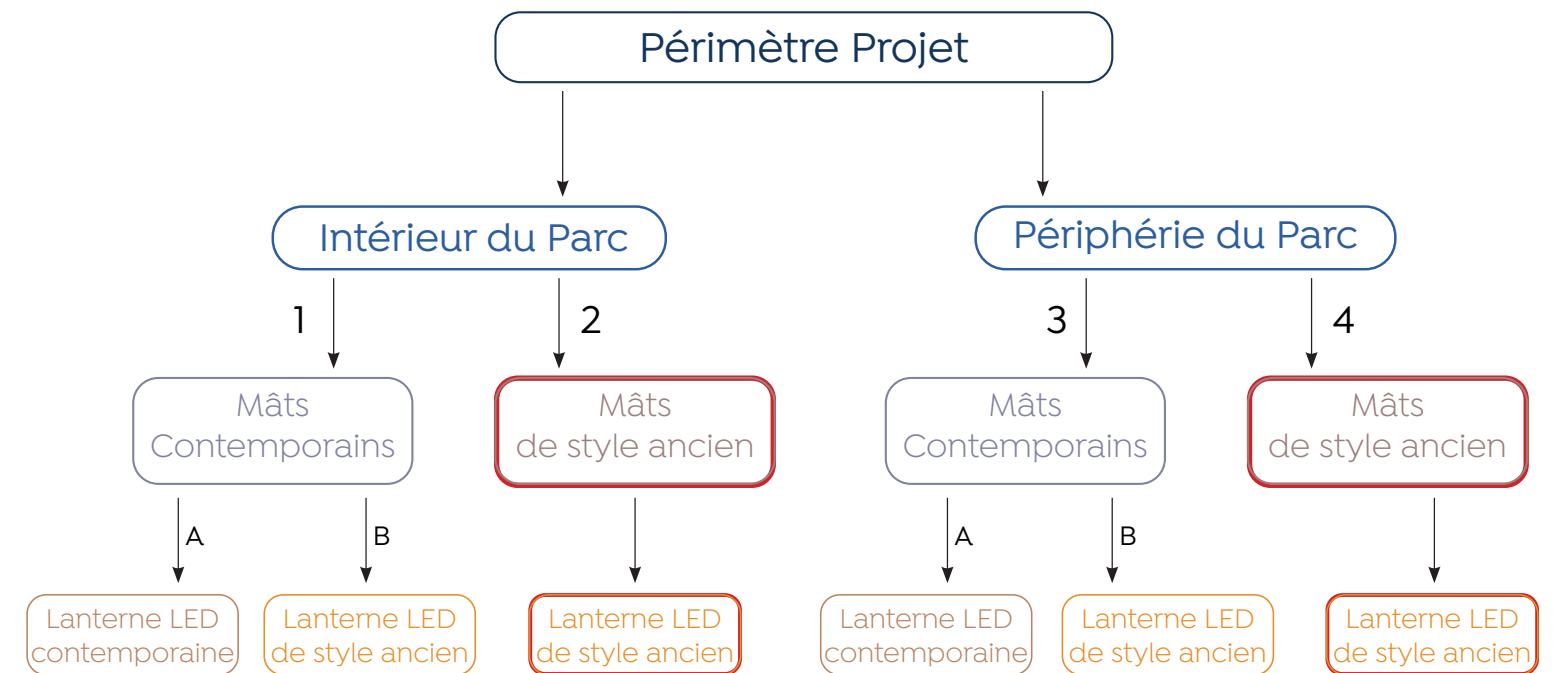 Périmètre Projet
Intérieur du Parc
Périphérie du Parc
1
2
3
4
Mâts
Contemporains
Mâts
de style ancien
Mâts
Contemporains
Mâts
de style ancien
A
B
A
B
Lanterne LED
contemporaine
Lanterne LED
de style ancien
Lanterne LED
de style ancien
Lanterne LED
contemporaine
Lanterne LED
de style ancien
Lanterne LED
de style ancien